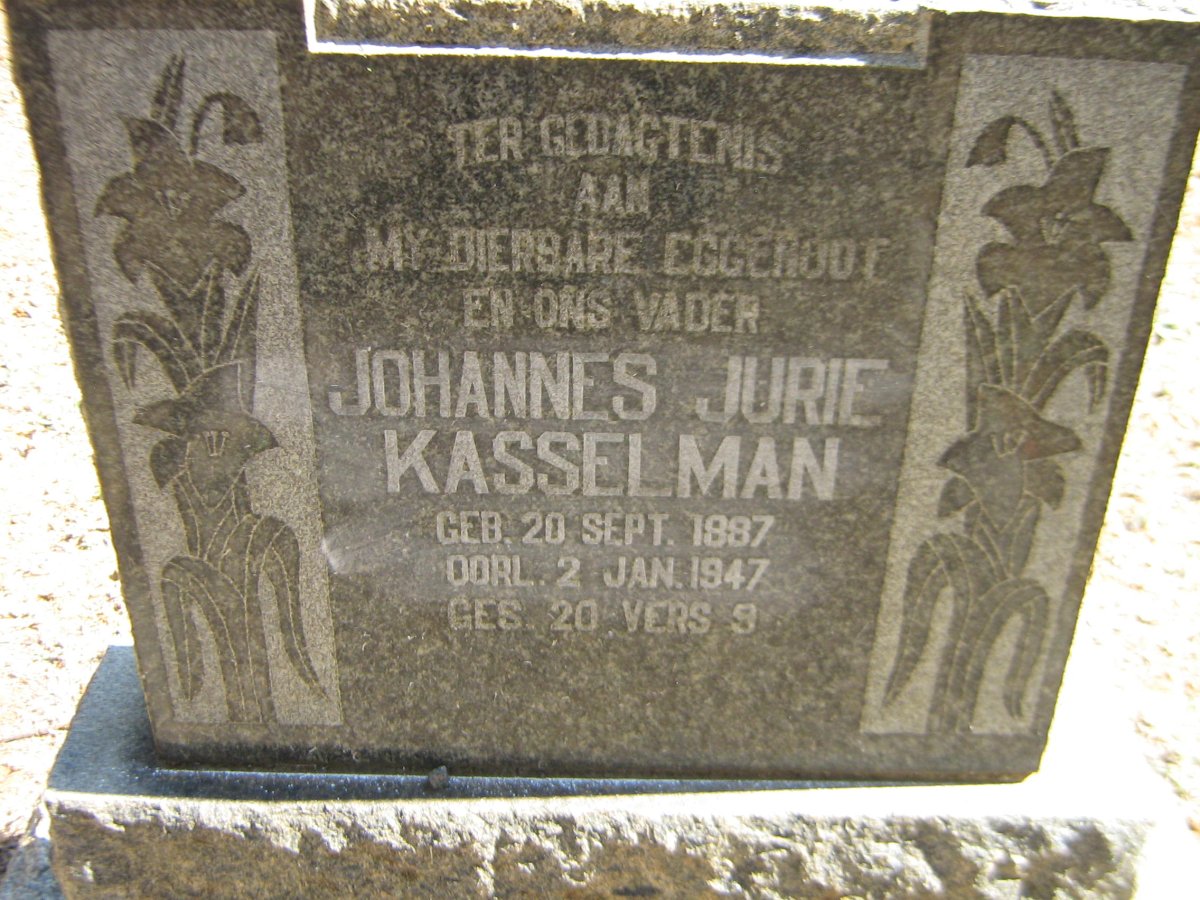 TER GEDAGTENIS
AAN
MY DIERBARE EGGENOOT
EN ONS VADER
JOHANNES JURIE
KASSELMAN
GEB. 20 SEPT. 1887
OORL. 2 JAN. 1947
GES. 20 VERS 9